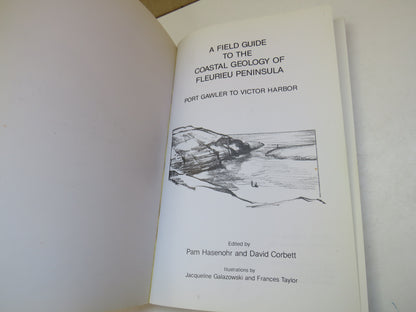 A FIELD GUIDE
TO THE
COASTAL GEOLOGY OF
FLEURIEU PENINSULA
PORT GAWLER TO VICTOR HARBOR
Edited by
Pam Hasenohr and David Corbett
Illustrations by
Jacqueline Galazowski and Frances Taylor